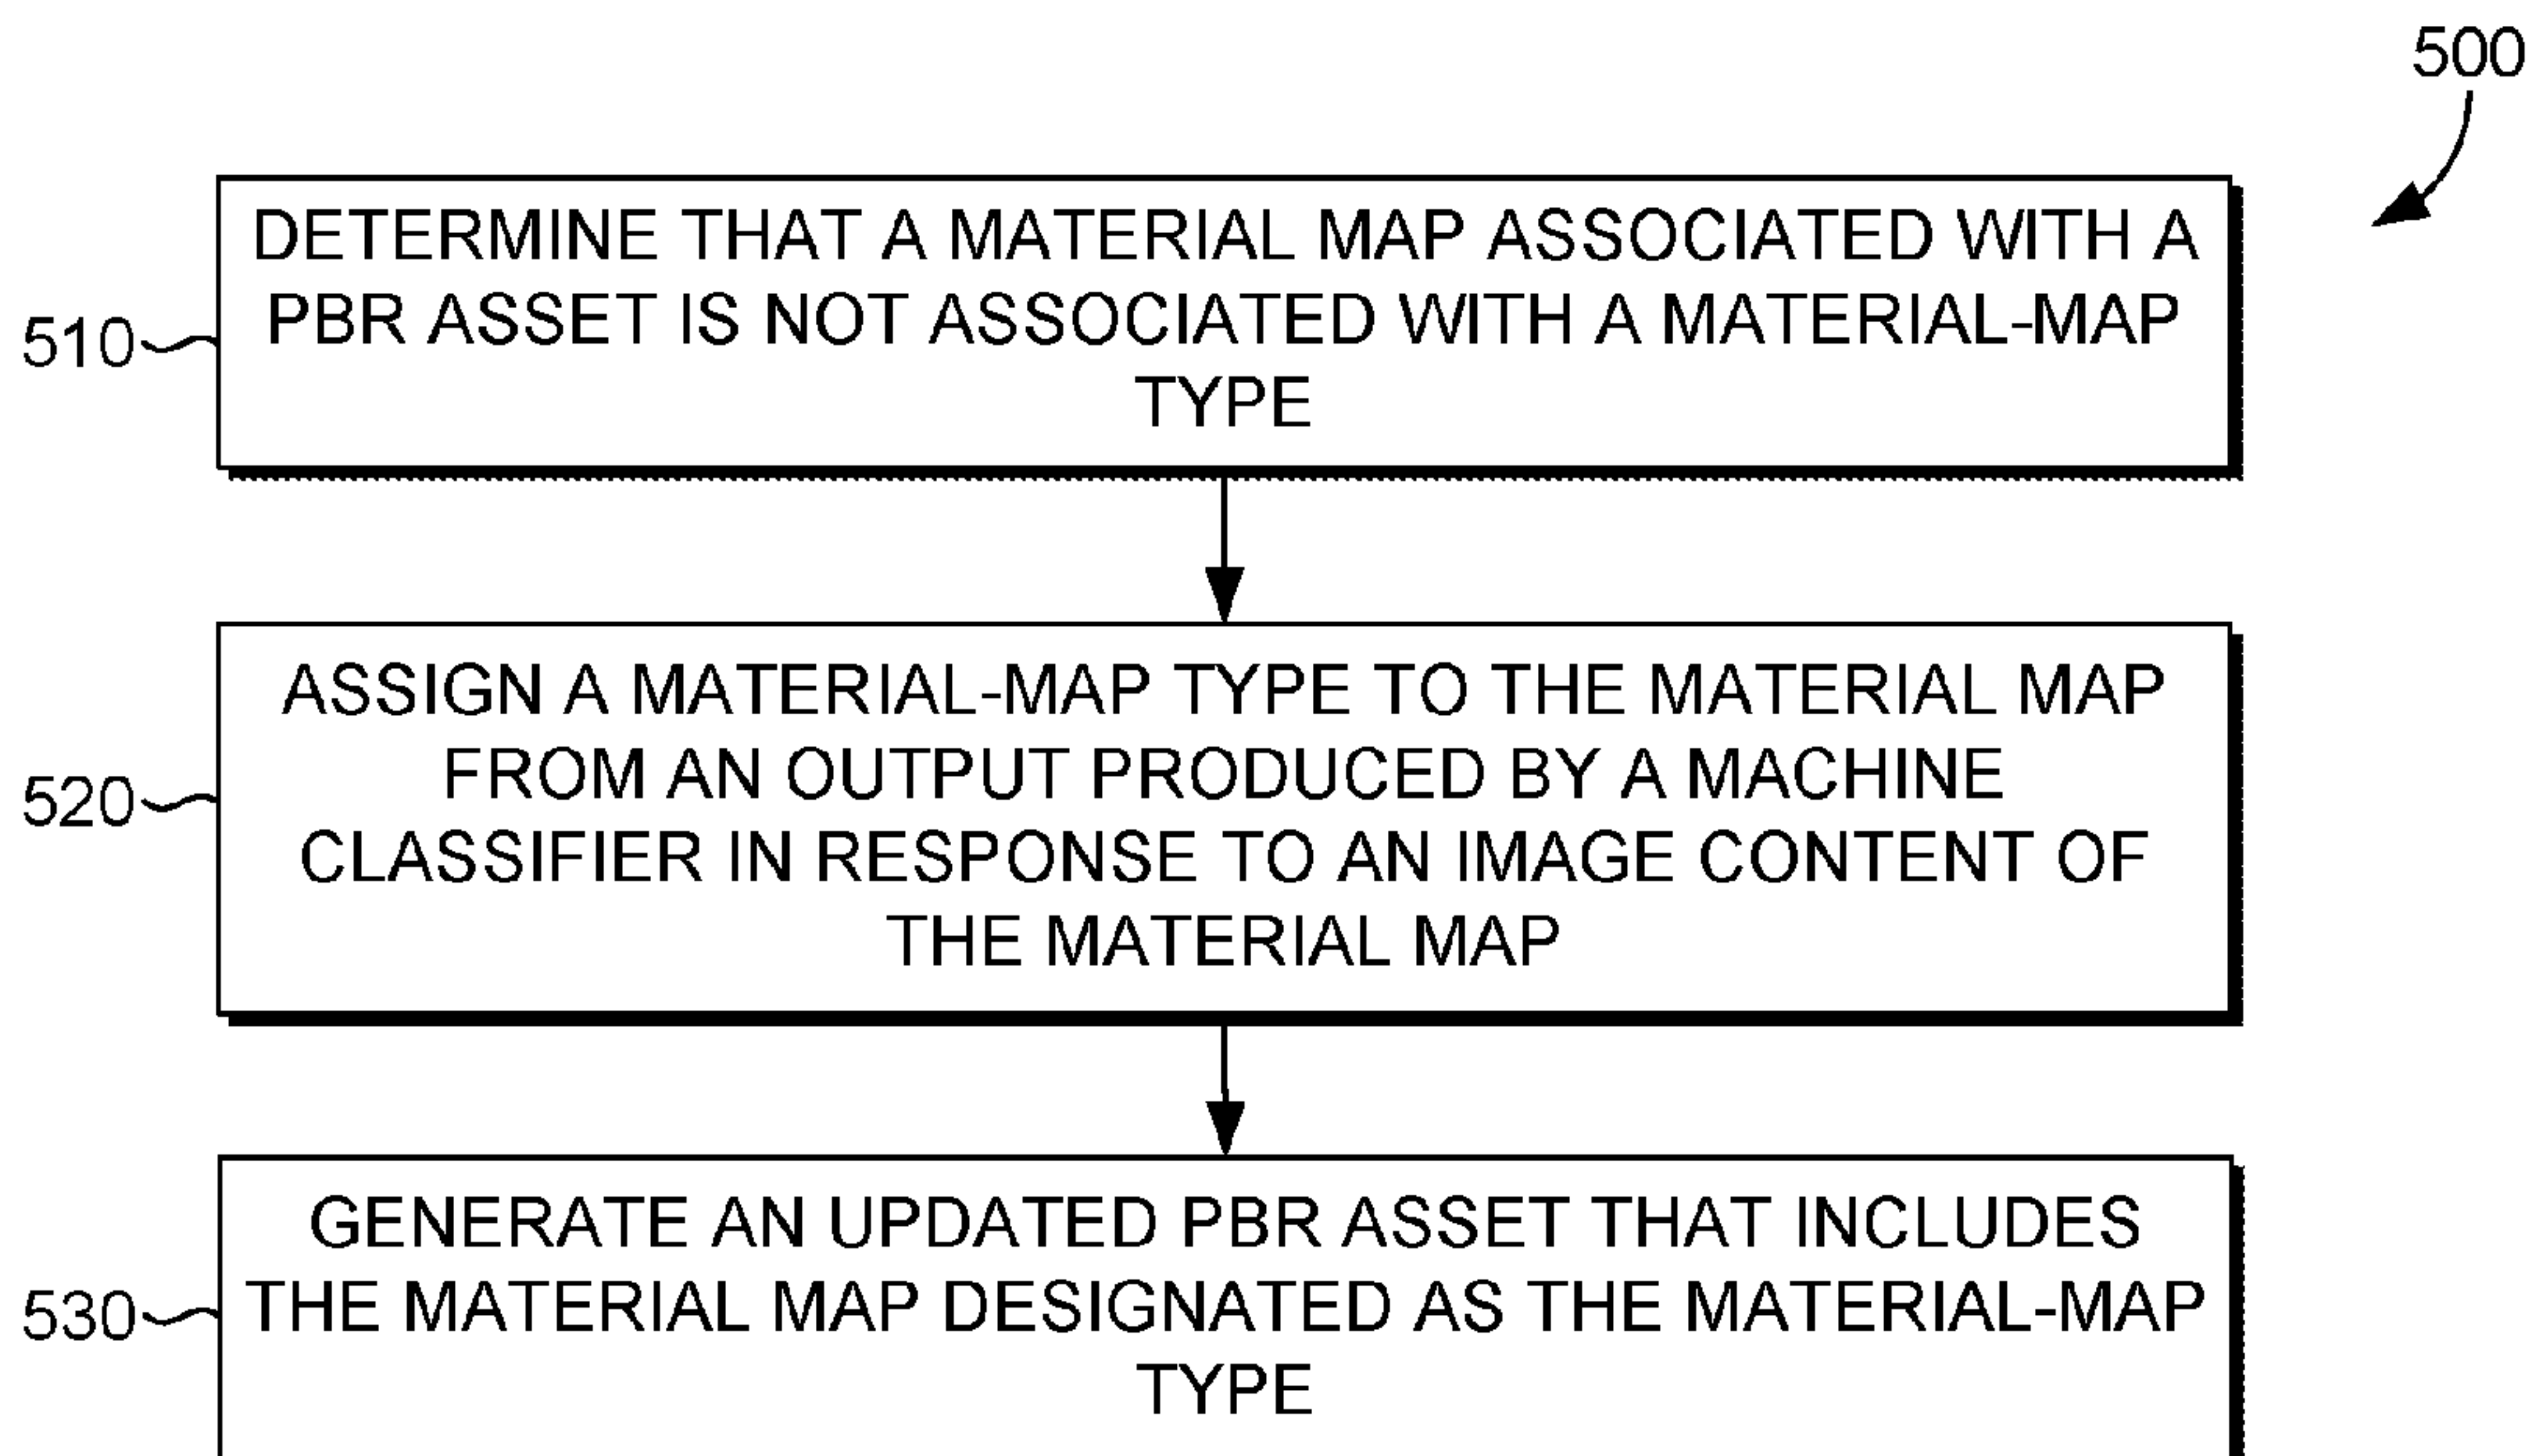 500
DETERMINE THAT A MATERIAL MAP ASSOCIATED WITH A
PBR ASSET IS NOT ASSOCIATED WITH A MATERIAL-MAP
TYPE
510
ASSIGN A MATERIAL-MAP TYPE TO THE MATERIAL MAP
FROM AN OUTPUT PRODUCED BY A MACHINE
CLASSIFIER IN RESPONSE TO AN IMAGE CONTENT OF
THE MATERIAL MAP
520
GENERATE AN UPDATED PBR ASSET THAT INCLUDES
THE MATERIAL MAP DESIGNATED AS THE MATERIAL-MAP
TYPE
530